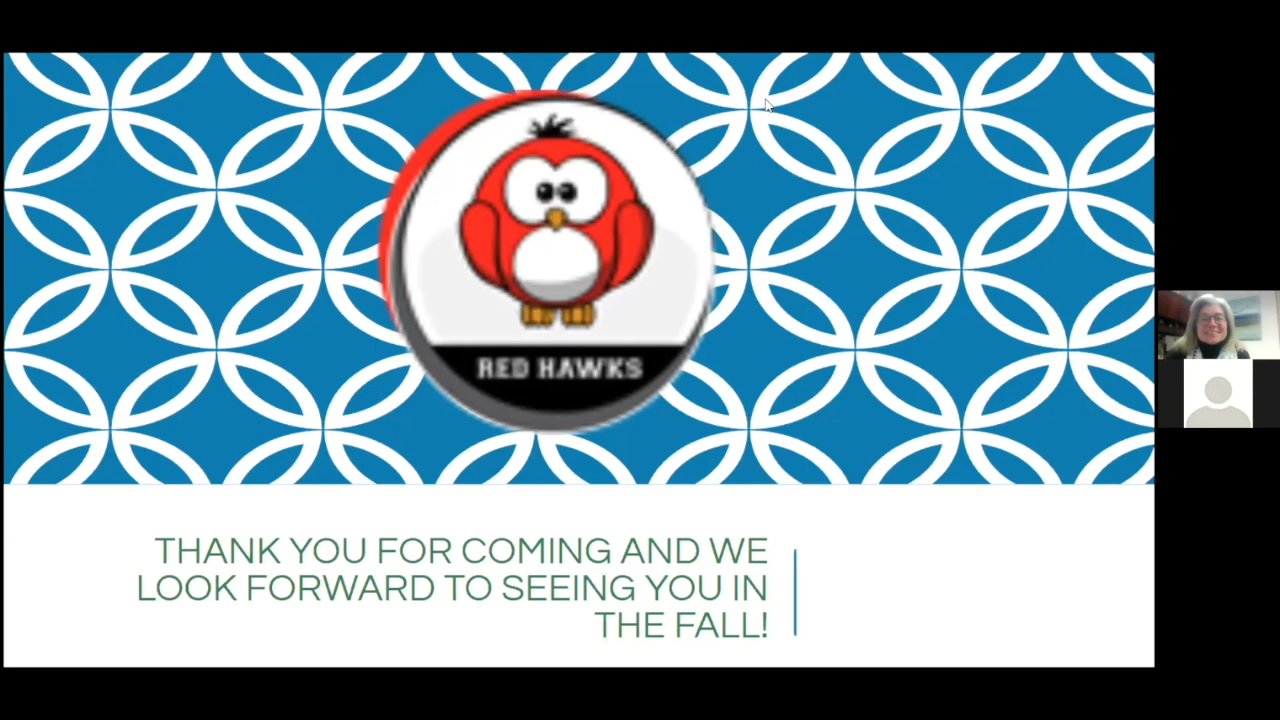 RED HAWKS
THANK YOU FOR COMING AND WE
LOOK FORWARD TO SEEING YOU IN
THE FALL!